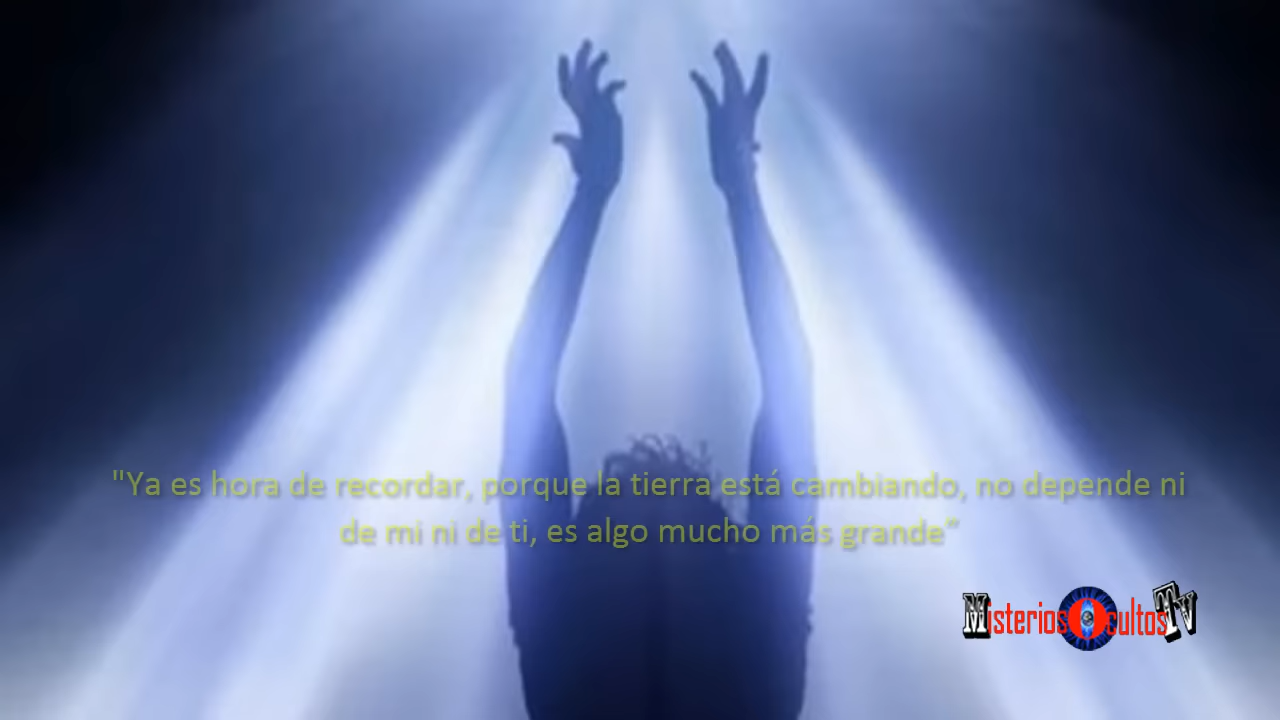 "Ya es hora de recordar, porque la tierra está cambiando, no depende ni
de mi ni de ti, es algo mucho más grande”
MisteriosOcultosTv